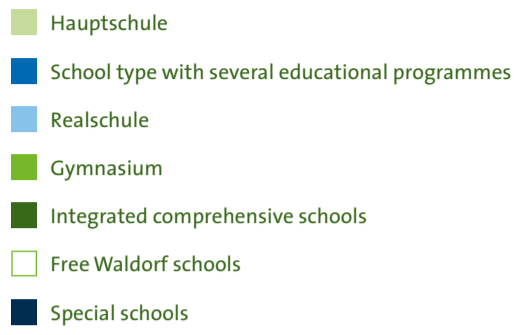 Hauptschule
School type with several educational programmes
Realschule
Gymnasium
Integrated comprehensive schools
Free Waldorf schools
Special schools